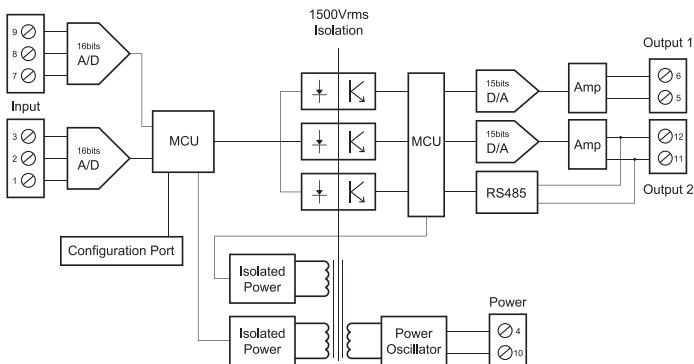 1500Vrms
Isolation
9
8
7
16bits
A/D
Input
3
2
1
16bits
A/D
MCU
Configuration Port
MCU
15bits
D/A
Amp
Output 1
6
5
15bits
D/A
Amp
12
11
Output 2
RS485
Isolated
Power
Isolated
Power
Power
Oscillator
Power
4
10